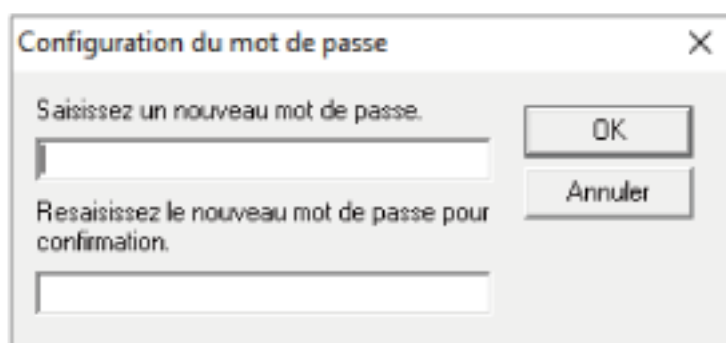 Configuration du mot de passe
Saisissez un nouveau mot de passe.
OK
Annuler
Resaisissez le nouveau mot de passe pour
confirmation.